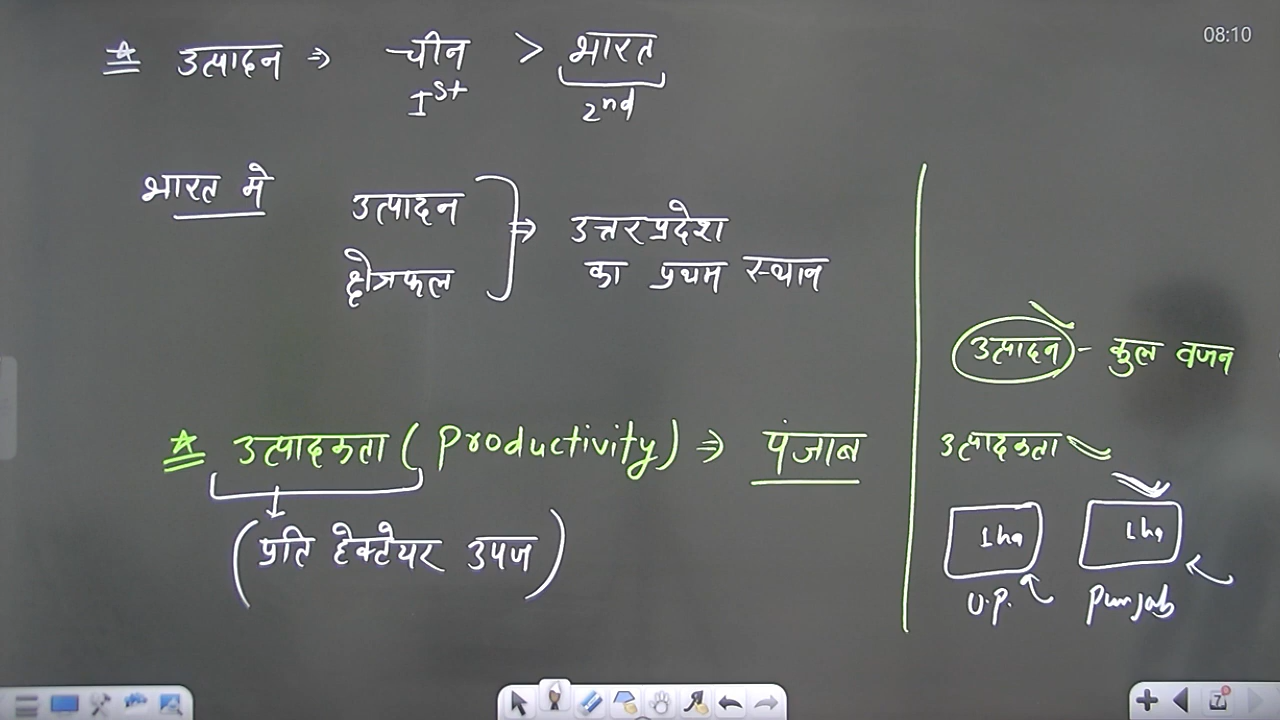 08:10
उत्पादन ⇒ चीन > भारत
1st 2nd
भारत मे
उत्पादन
क्षेत्रफल
⇒ उत्तरप्रदेश
का प्रथम स्थान
उत्पादन - कुल वजन
उत्पादकता (Productivity) ⇒ पंजाब
(प्रति हेक्टेयर उपज)
उत्पादकता
1ha 1ha
U.P. Punjab